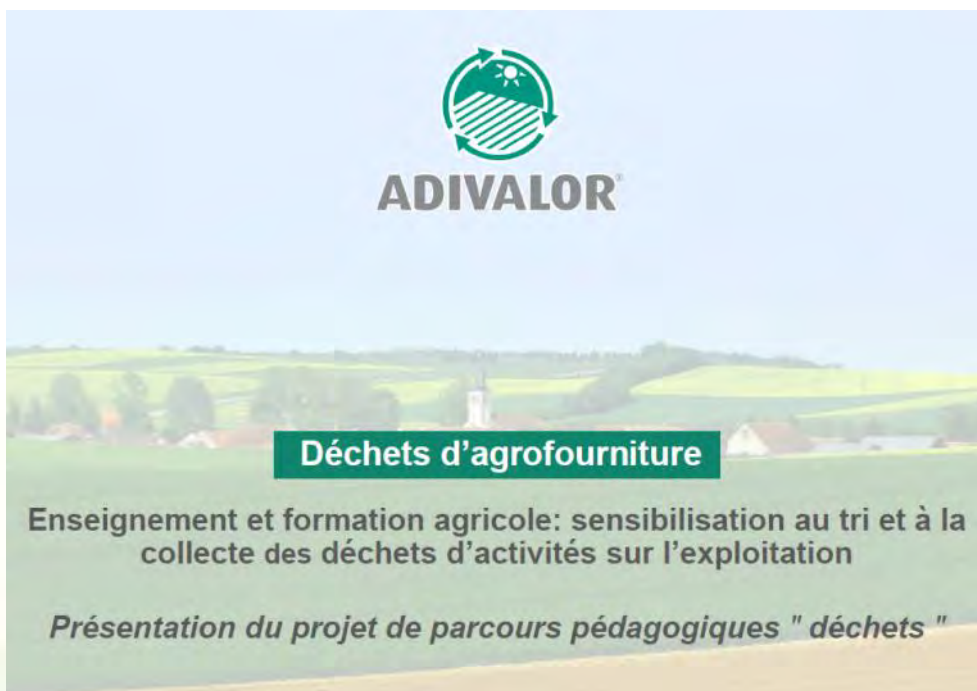 ADIVALOR®
Déchets d'agrofourniture
Enseignement et formation agricole: sensibilisation au tri et à la
collecte des déchets d'activités sur l'exploitation
Présentation du projet de parcours pédagogiques " déchets "